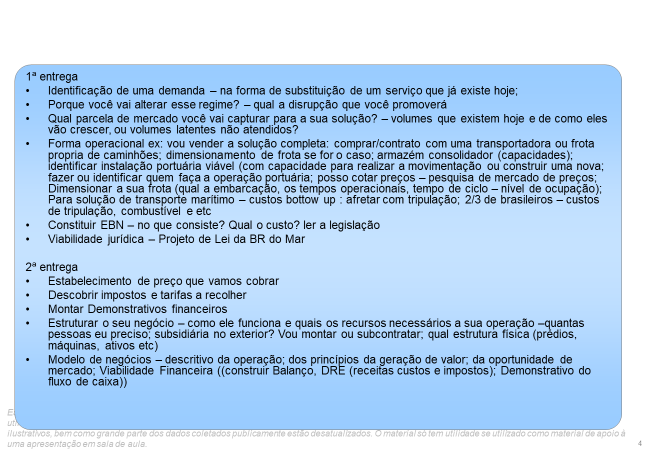 1ª entrega
• Identificação de uma demanda – na forma de substituição de um serviço que já existe hoje;
• Porque você vai alterar esse regime? – qual a disrupção que você promoverá
• Qual parcela de mercado você vai capturar para a sua solução? – volumes que existem hoje e de como eles
vão crescer, ou volumes latentes não atendidos?
• Forma operacional ex: vou vender a solução completa: comprar/contrato com uma transportadora ou frota
propria de caminhões; dimensionamento de frota se for o caso; armazém consolidador (capacidades);
identificar instalação portuária viável (com capacidade para realizar a movimentação ou construir uma nova;
fazer ou identificar quem faça a operação portuária; posso cotar preços – pesquisa de mercado de preços;
Dimensionar a sua frota (qual a embarcação, os tempos operacionais, tempo de ciclo – nível de ocupação);
Para solução de transporte marítimo – custos bottow up : afretar com tripulação; 2/3 de brasileiros – custos
de tripulação, combustível e etc
• Constituir EBN – no que consiste? Qual o custo? ler a legislação
• Viabilidade jurídica – Projeto de Lei da BR do Mar
2ª entrega
• Estabelecimento de preço que vamos cobrar
• Descobrir impostos e tarifas a recolher
• Montar Demonstrativos financeiros
• Estruturar o seu negócio – como ele funciona e quais os recursos necessários a sua operação –quantas
pessoas eu preciso; subsidiária no exterior? Vou montar ou subcontratar; qual estrutura física (prédios,
máquinas, ativos etc)
• Modelo de negócios – descritivo da operação; dos princípios da geração de valor; da oportunidade de
mercado; Viabilidade Financeira ((construir Balanço, DRE (receitas custos e impostos); Demonstrativo do
fluxo de caixa))
ilustrativos, bem como grande parte dos dados coletados publicamente estão desatualizados. O material só tem utilidade se utilizado como material de apoio à
uma apresentação em sala de aula.
4